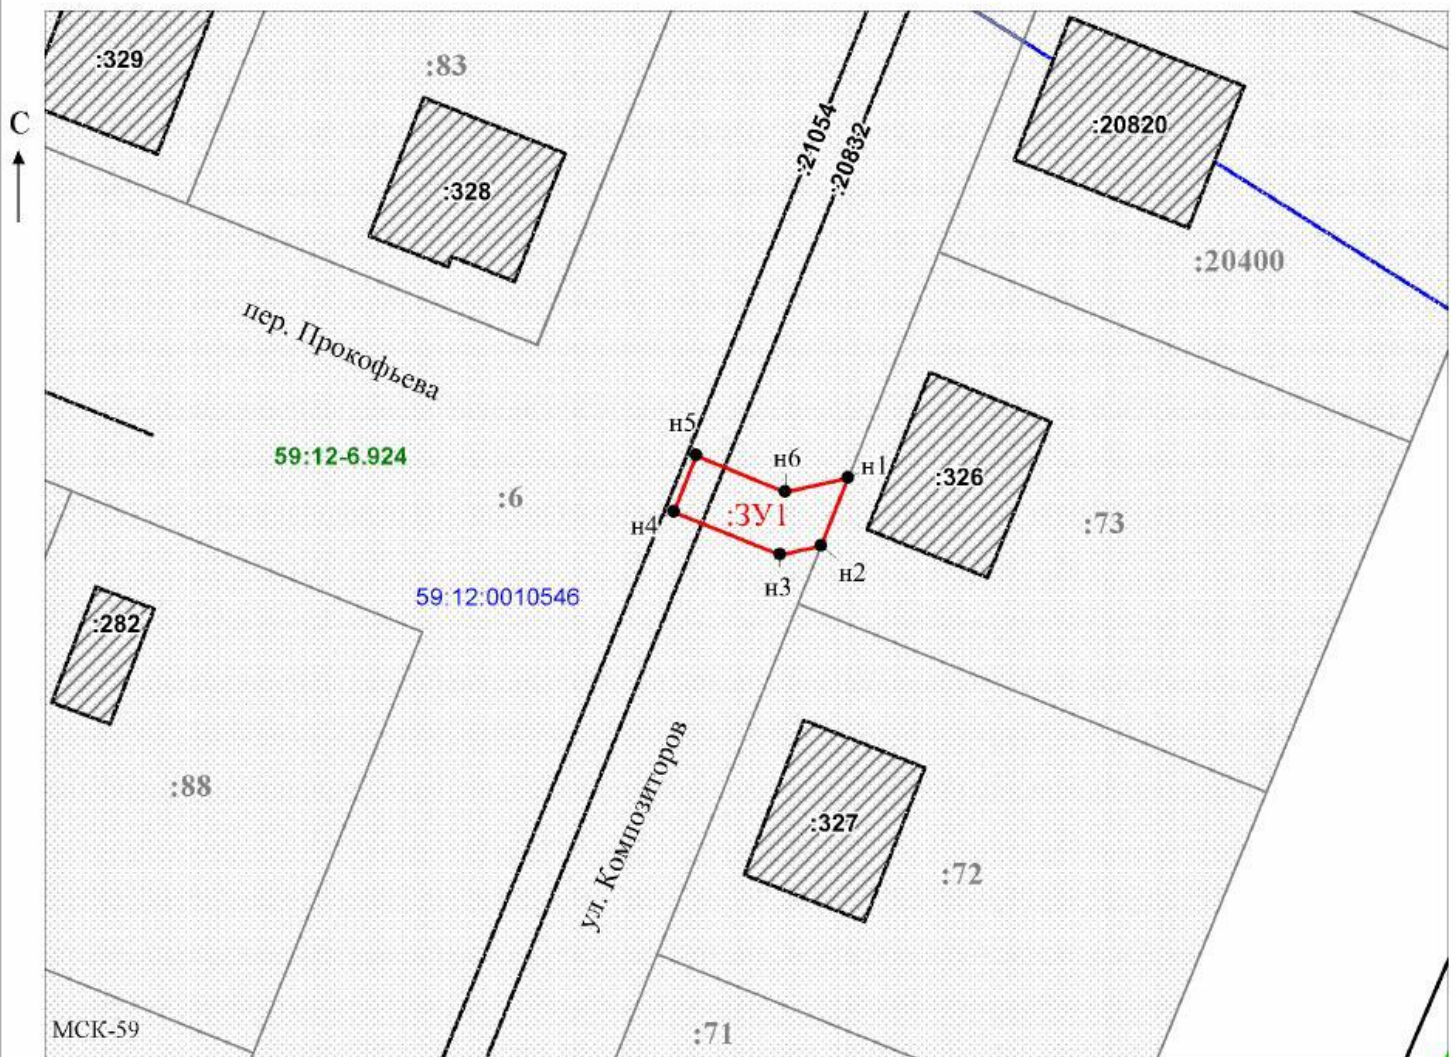 :329
:83
С
:21054
:20832
:20820
:328
:20400
пер. Прокофьева
н5
59:12-6.924
н6
н1
:326
:6
:ЗУ1
:73
н4
н2
н3
59:12:0010546
:282
ул. Композиторов
:88
:327
:72
МСК-59
:71